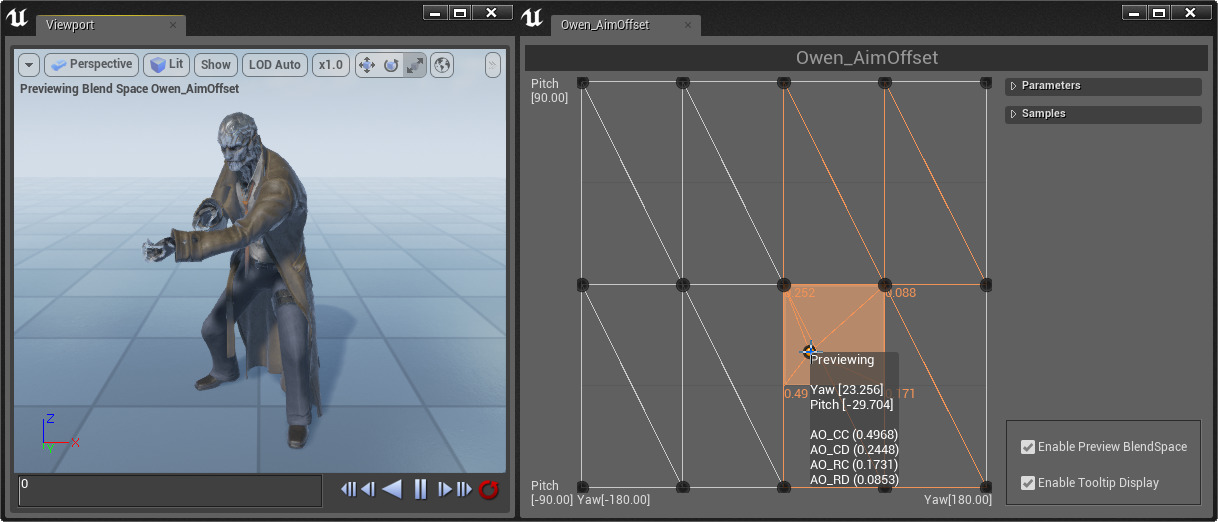 Viewport
Owen_AimOffset
Perspective
Lit
Show
LOD Auto
x1.0
Previewing Blend Space Owen_AimOffset
Z
X
Y
0
Owen_AimOffset
Pitch
[90.00]
Parameters
Samples
0.088
Previewing
Yaw [23.256]
0.171
Pitch [-29.704]
AO_CC (0.4968)
AO_CD (0.2448)
AO_RC (0.1731)
AO_RD (0.0853)
Enable Preview BlendSpace
Enable Tooltip Display
Pitch
[-90.00] Yaw[-180.00]
Yaw[180.00]